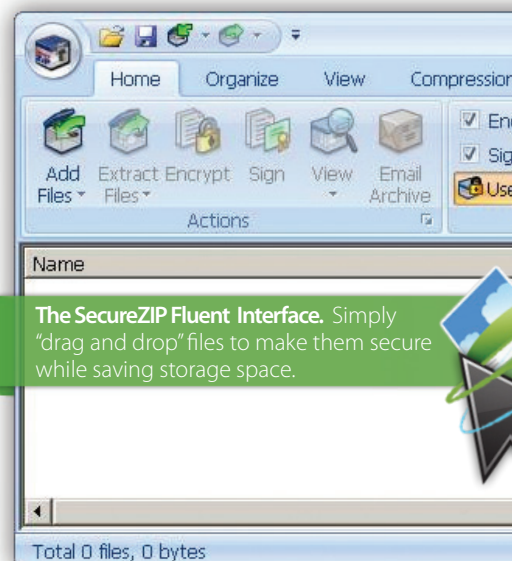 Home Organize View Compression
Add Files
Extract Files
Encrypt
Sign
View
Email Archive
Actions
Name
The SecureZIP Fluent Interface. Simply
“drag and drop” files to make them secure
while saving storage space.
Total 0 files, 0 bytes